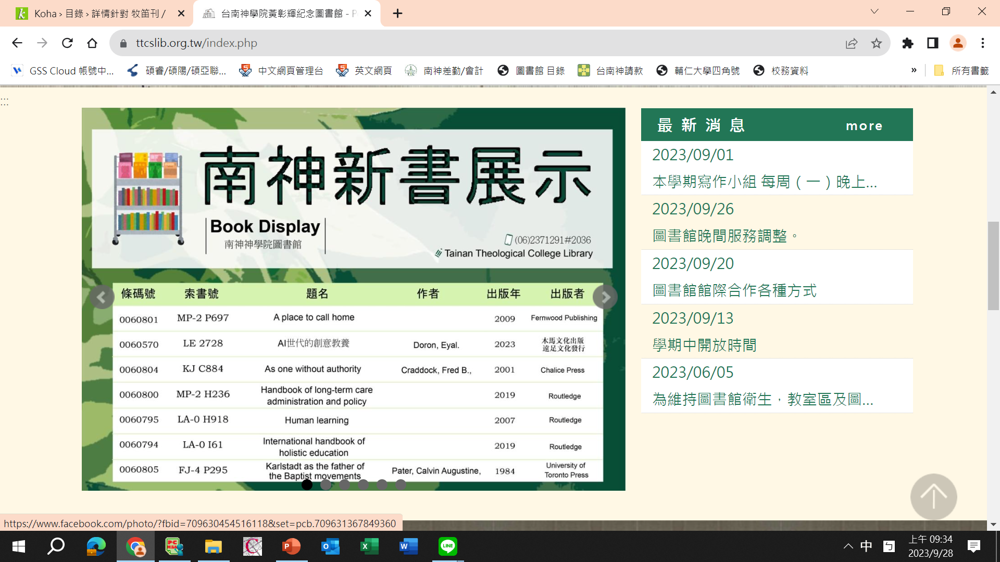 Koha › 目錄 › 詳情針對 牧笛刊 /
台南神學院黃彰輝紀念圖書館 - P
ttcslib.org.tw/index.php
GSS Cloud 帳號中...
碩睿/碩陽/碩亞聯...
中文網頁管理台
英文網頁
南神差勤/會計
圖書館 目錄
台南神請款
輔仁大學四角號
校務資料
»
所有書籤
:::
南神新書展示
Book Display
南神神學院圖書館
(06)2371291#2036
Tainan Theological College Library
條碼號 索書號 題名 作者 出版年 出版者
0060801 MP-2 P697 A place to call home 2009 Fernwood Publishing
0060570 LE 2728 AI世代的創意教養 Doron, Eyal. 2023 木馬文化出版
遠足文化發行
0060804 KJ C884 As one without authority Craddock, Fred B., 2001 Chalice Press
0060800 MP-2 H236 Handbook of long-term care
administration and policy 2019 Routledge
0060795 LA-0 H918 Human learning 2007 Routledge
0060794 LA-0 I61 International handbook of
holistic education 2019 Routledge
0060805 FJ-4 P295 Karlstadt as the father of
the Baptist movements Pater, Calvin Augustine, 1984 University of
Toronto Press
最新消息 more
2023/09/01
本學期寫作小組 每周（一）晚上...
2023/09/26
圖書館晚間服務調整。
2023/09/20
圖書館館際合作各種方式
2023/09/13
學期中開放時間
2023/06/05
為維持圖書館衛生，教室區及圖...
https://www.facebook.com/photo/?fbid=709630454516118&set=pcb.709631367849360
中
上午 09:34
2023/9/28